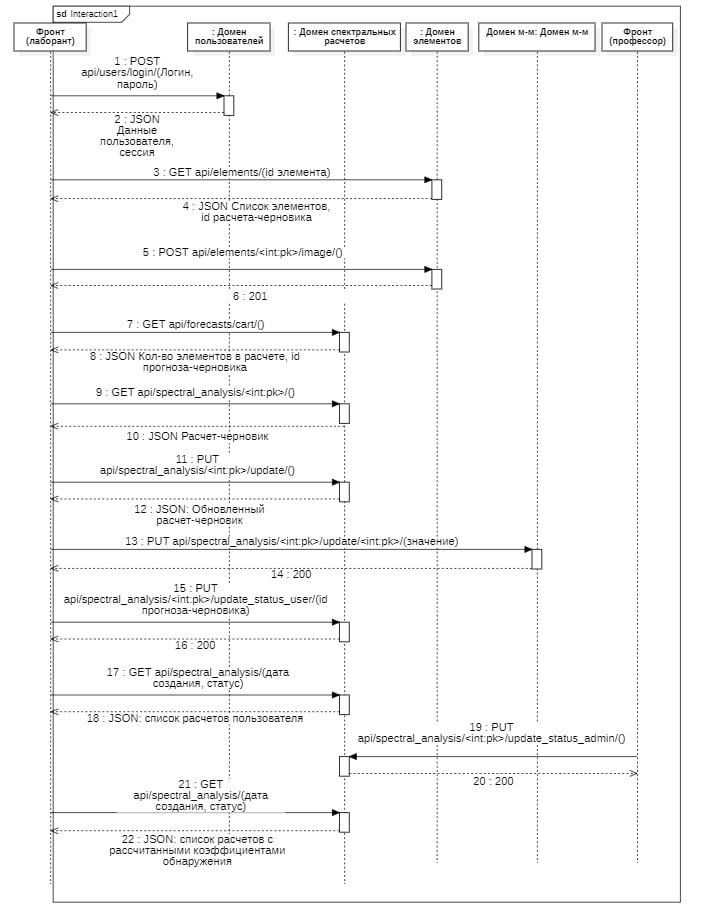 sd Interaction1
Фронт
(лаборант)
: Домен
пользователей
: Домен спектральных
расчетов
: Домен
элементов
Домен м-м: Домен м-м
Фронт
(профессор)
1 : POST
api/users/login/(Логин,
пароль)
2 : JSON
Данные
пользователя,
сессия
3 : GET api/elements/(id элемента)
4 : JSON Список элементов,
id расчета-черновика
5 : POST api/elements/<int:pk>/image/()
6 : 201
7 : GET api/forecasts/cart/()
8 : JSON Кол-во элементов в расчете, id
прогноза-черновика
9 : GET api/spectral_analysis/<int:pk>/()
10 : JSON Расчет-черновик
11 : PUT
api/spectral_analysis/<int:pk>/update/()
12 : JSON: Обновленный
расчет-черновик
13 : PUT api/spectral_analysis/<int:pk>/update/<int:pk>/(значение)
14 : 200
15 : PUT
api/spectral_analysis/<int:pk>/update_status_user/(id
прогноза-черновика)
16 : 200
17 : GET api/spectral_analysis/(дата
создания, статус)
18 : JSON: список расчетов пользователя
19 : PUT
api/spectral_analysis/<int:pk>/update_status_admin/()
20 : 200
21 : GET
api/spectral_analysis/(дата
создания, статус)
22 : JSON: список расчетов с
рассчитанными коэффициентами
обнаружения